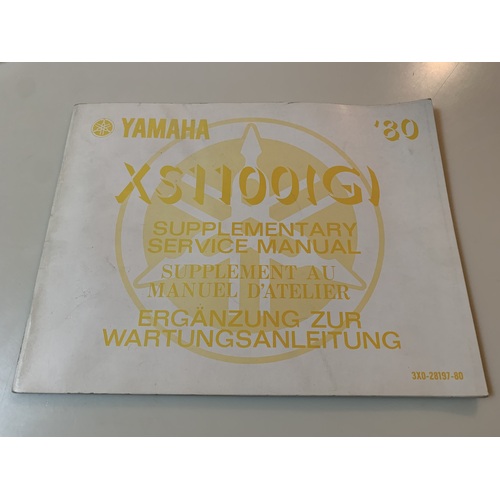 YAMAHA '80
XS1100(G)
SUPPLEMENTARY
SERVICE MANUAL
SUPPLEMENT AU
MANUEL D'ATELIER
ERGÄNZUNG ZUR
WARTUNGSANLEITUNG
3X0-28197-80